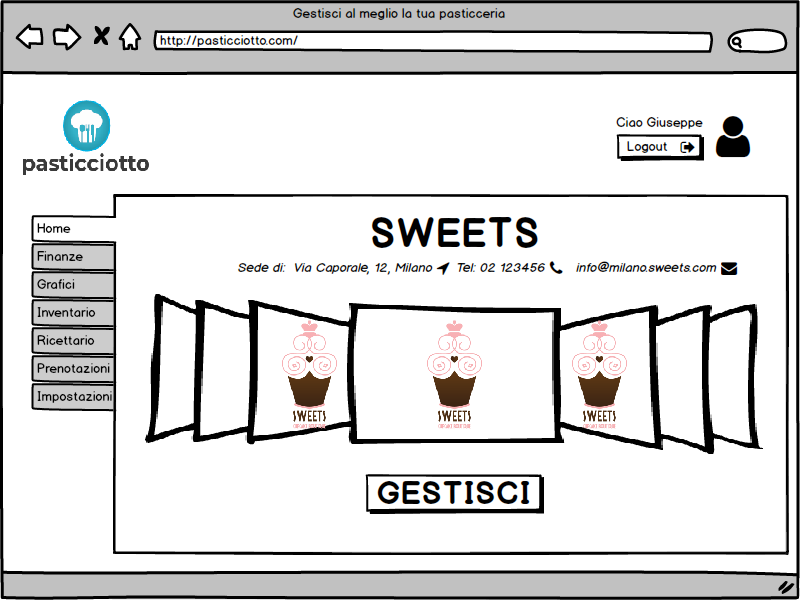 Gestisci al meglio la tua pasticceria
http://pasticciotto.com/
pasticciotto
Ciao Giuseppe
Logout
Home
Finanze
Grafici
Inventario
Ricettario
Prenotazioni
Impostazioni
SWEETS
Sede di: Via Caporale, 12, Milano Tel: 02 123456 info@milano.sweets.com
SWEETS
SWEETS
SWEETS
GESTISCI